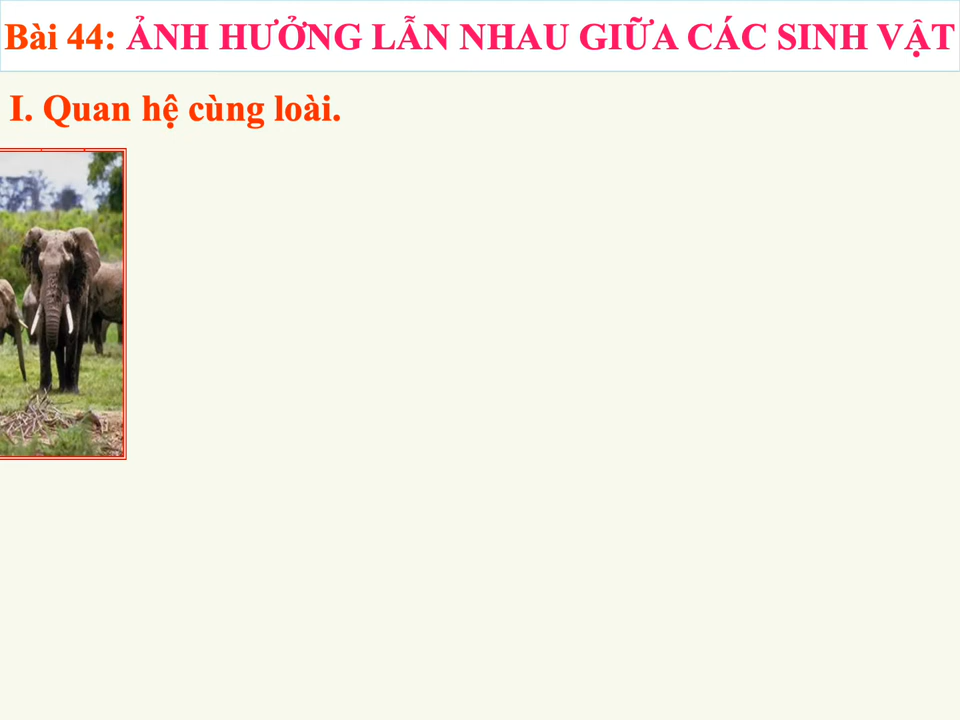 Bài 44: ẢNH HƯỞNG LẪN NHAU GIỮA CÁC SINH VẬT
I. Quan hệ cùng loài.